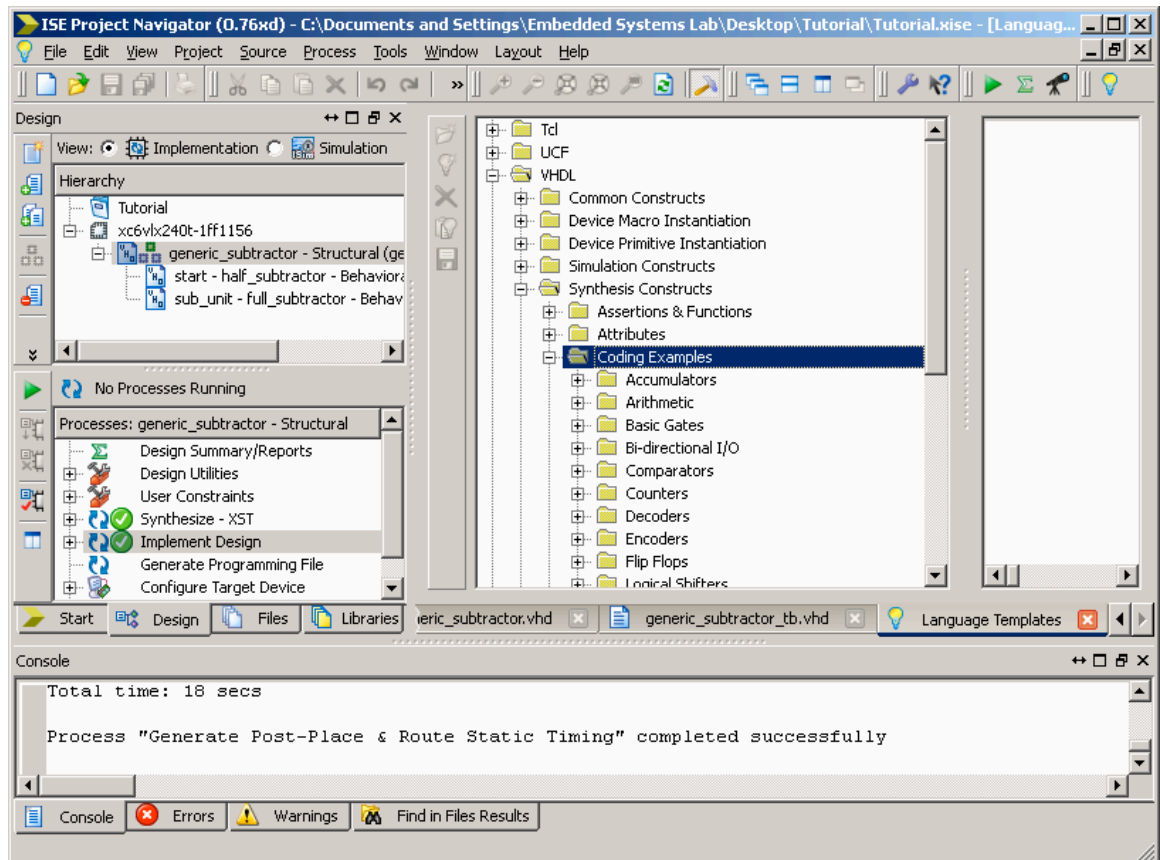 ISE Project Navigator (O.76xd) - C:\Documents and Settings\Embedded Systems Lab\Desktop\Tutorial\Tutorial.xise - [Languag...
File Edit View Project Source Process Tools Window Layout Help
Design
View: Implementation Simulation
Hierarchy
Tutorial
xc6vlx240t-1ff1156
generic_subtractor - Structural (ge
start - half_subtractor - Behaviora
sub_unit - full_subtractor - Behav
No Processes Running
Processes: generic_subtractor - Structural
Design Summary/Reports
Design Utilities
User Constraints
Synthesize - XST
Implement Design
Generate Programming File
Configure Target Device
Start Design Files Libraries
Tcl
UCF
VHDL
Common Constructs
Device Macro Instantiation
Device Primitive Instantiation
Simulation Constructs
Synthesis Constructs
Assertions & Functions
Attributes
Coding Examples
Accumulators
Arithmetic
Basic Gates
Bi-directional I/O
Comparators
Counters
Decoders
Encoders
Flip Flops
Logical Shifters
eric_subtractor.vhd generic_subtractor_tb.vhd Language Templates
Console
Total time: 18 secs
Process "Generate Post-Place & Route Static Timing" completed successfully
Console Errors Warnings Find in Files Results